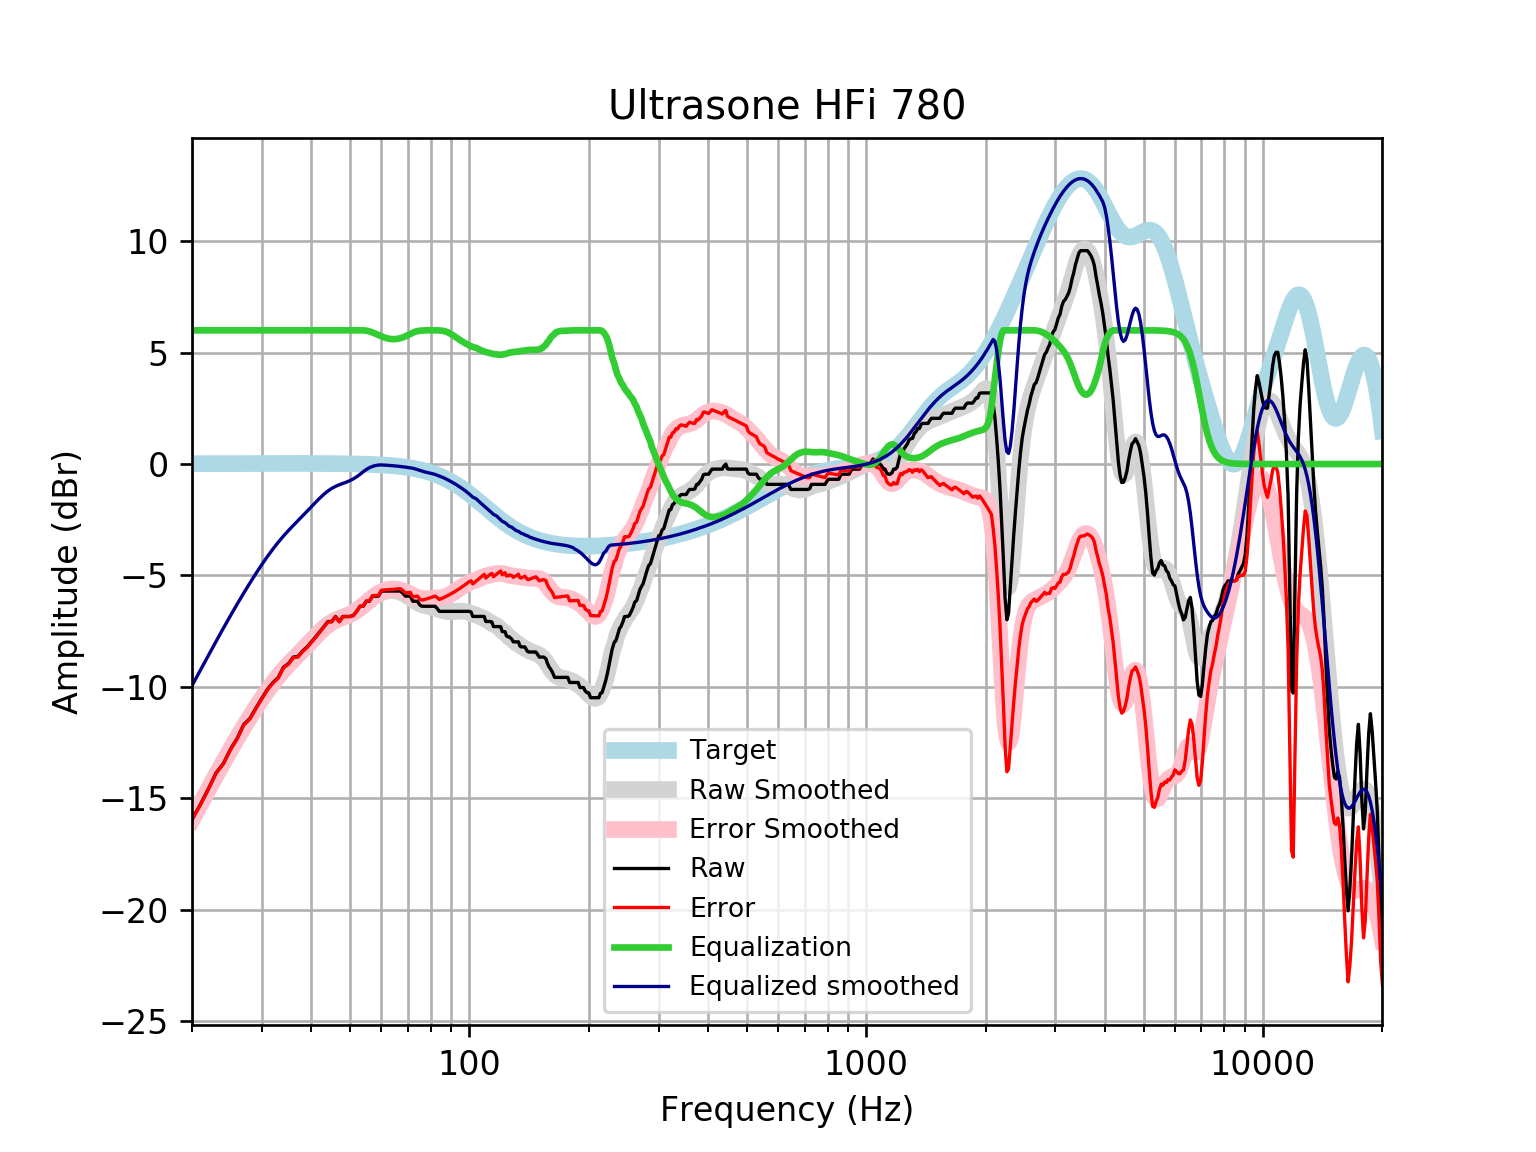 Ultrasone HFi 780
10
5
0
−5
−10
−15
−20
−25
Amplitude (dBr)
Target
Raw Smoothed
Error Smoothed
Raw
Error
Equalization
Equalized smoothed
100 1000 10000
Frequency (Hz)